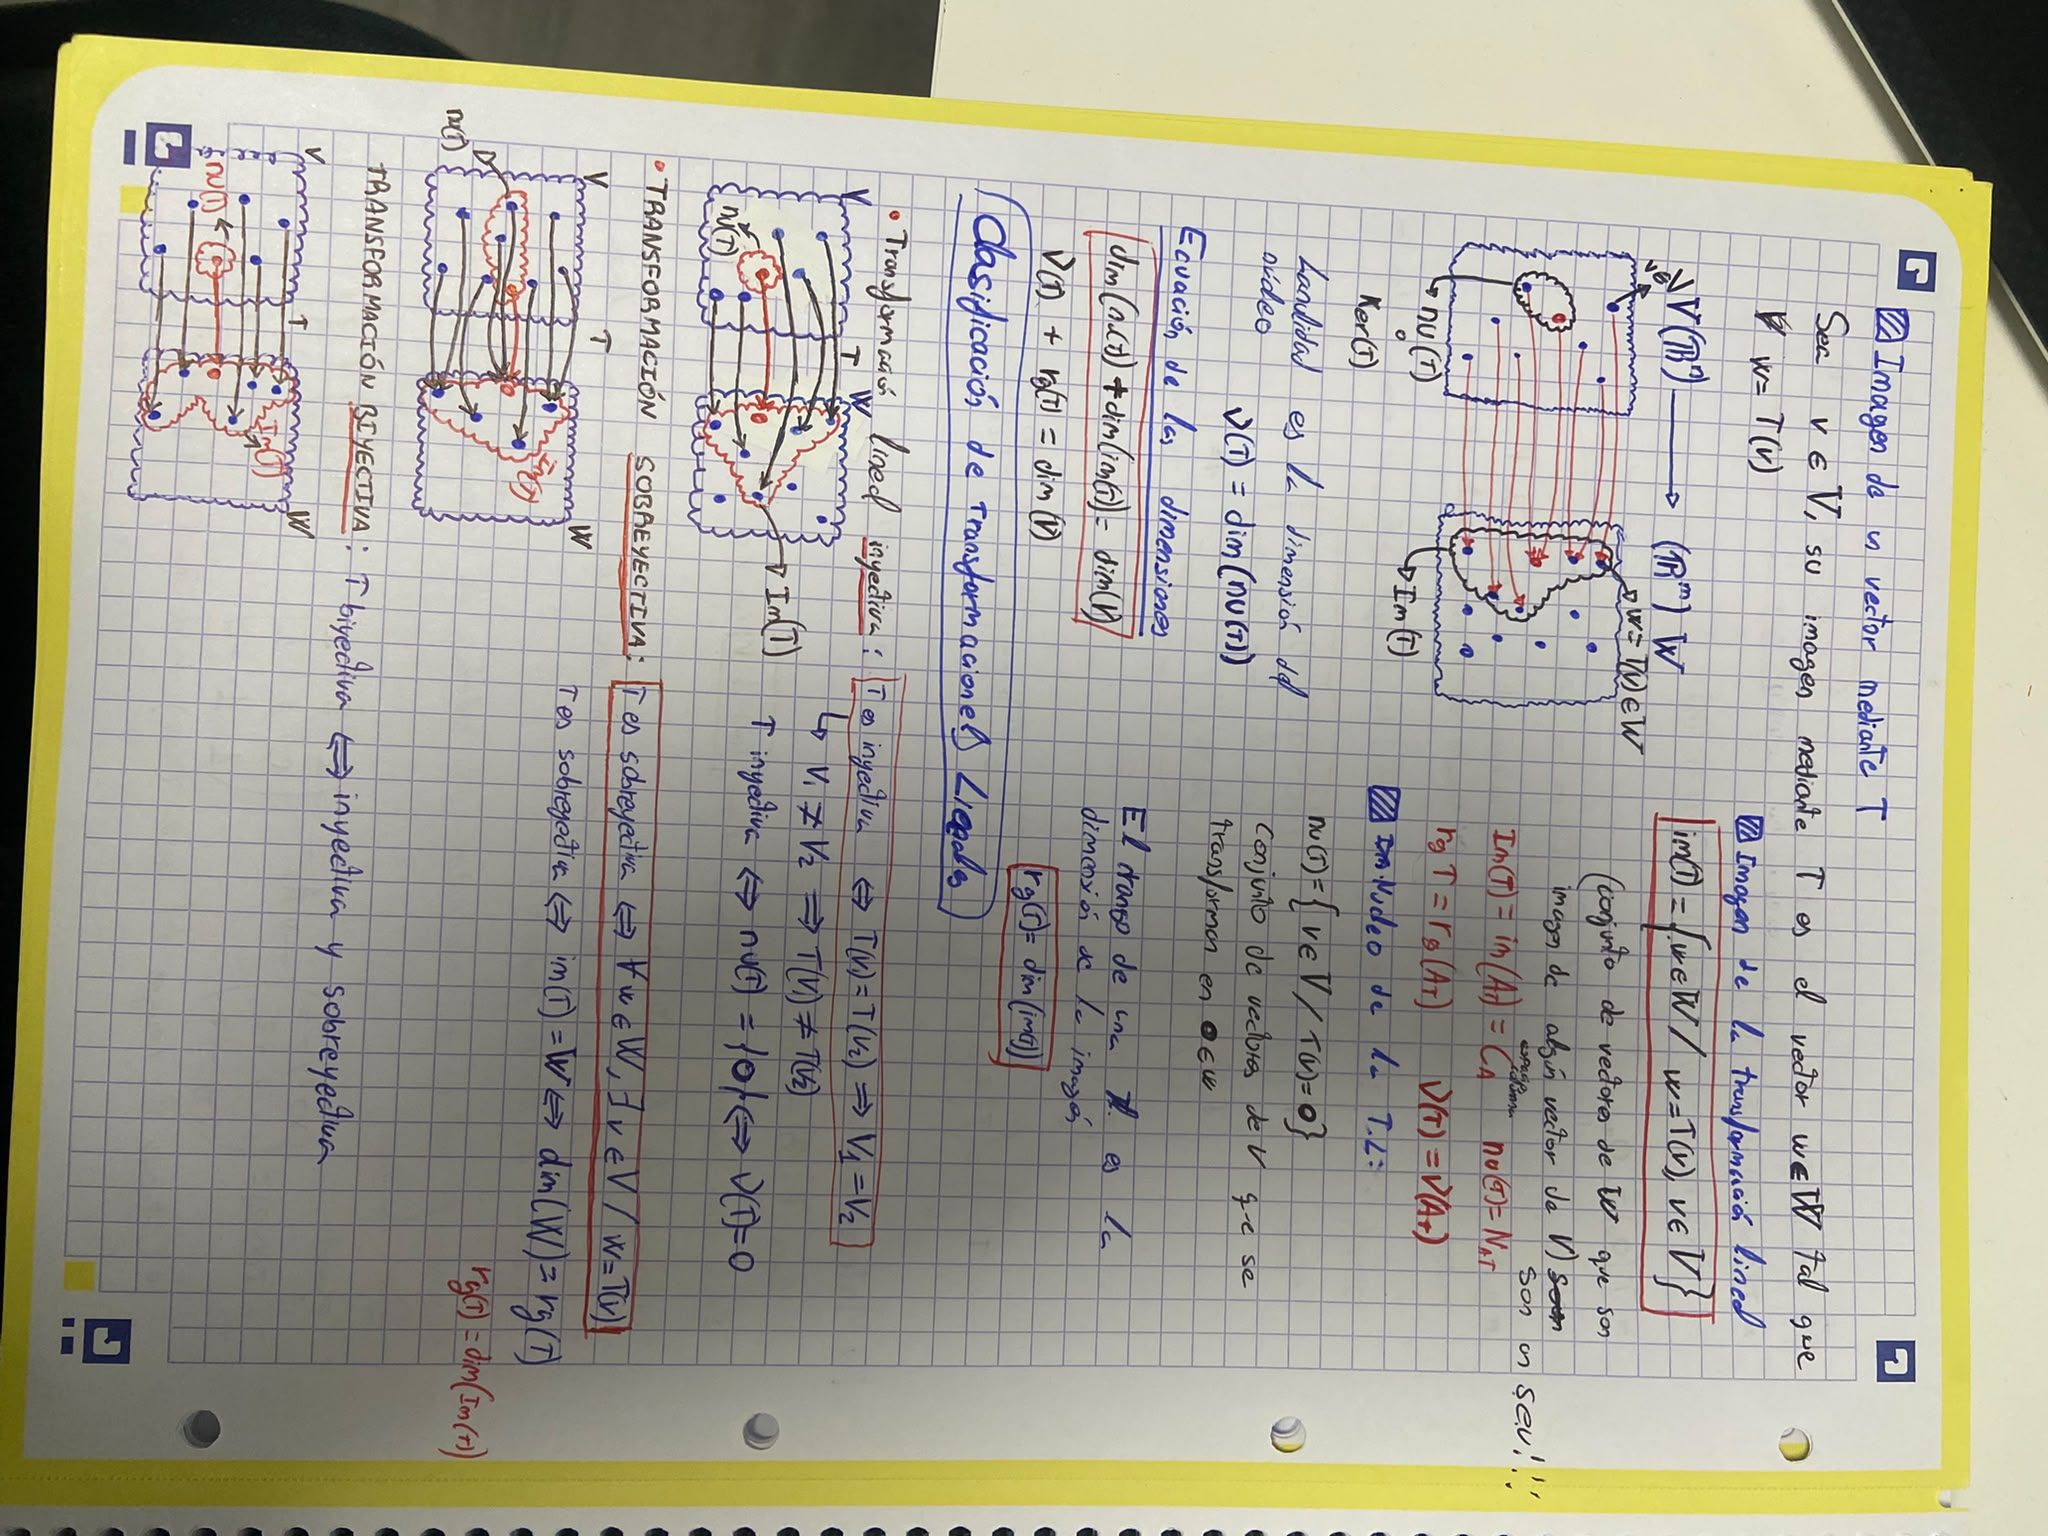 Imagen de un vector mediante T
Sea v ∈ V, su imagen mediante T es el vector w ∈ W tal que
w = T(v)
V (ℝⁿ) → (ℝᵐ) W
w = T(v) ∈ W
nu(T)
o
Ker(T)
Im(T)
Imagen de la transformación lineal
im(T) = {w ∈ W / w = T(v), v ∈ V}
(conjunto de vectores de W que son
imagen de algún vector de V) son un sev!!!
Im(T) = im(A_T) = C_A nu(T) = N_AT
rg T = rg(A_T) ν(T) = ν(A_T)
Núcleo de la T.L:
nu(T) = {v ∈ V / T(v) = 0}
conjunto de vectores de V que se
transforman en 0 ∈ W
La nulidad es la dimensión del
núcleo
ν(T) = dim(nu(T))
Ecuación de las dimensiones
dim(nu(T)) + dim(im(T)) = dim(V)
ν(T) + rg(T) = dim(V)
El rango de una es la
dimensión de la imagen
rg(T) = dim(im(T))
Clasificación de transformaciones Lineales
• Transformación lineal inyectiva: T es inyectiva ⇔ T(v₁) = T(v₂) ⇒ v₁ = v₂
↳ v₁ ≠ v₂ ⇒ T(v₁) ≠ T(v₂)
T inyectiva ⇔ nu(T) = {0} ⇔ ν(T) = 0
V T W
nu(T)
Im(T)
• TRANSFORMACIÓN SOBREYECTIVA: T es sobreyectiva ⇔ ∀ w ∈ W, ∃ v ∈ V / w = T(v)
T es sobreyectiva ⇔ im(T) = W ⇔ dim(W) = rg(T)
rg(T) = dim(Im(T))
V T W
nu(T)
Im(T)
TRANSFORMACIÓN BIYECTIVA: T biyectiva ⇔ inyectiva y sobreyectiva
V T W
nu(T)
Im(T)